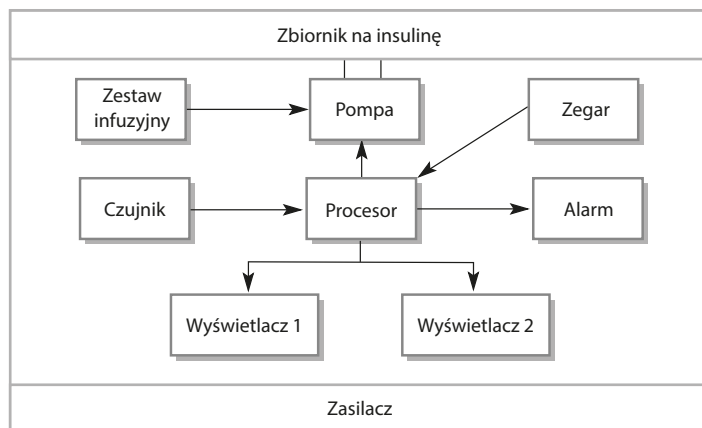 Zbiornik na insulinę
Zestaw
infuzyjny
Pompa
Zegar
Czujnik
Procesor
Alarm
Wyświetlacz 1
Wyświetlacz 2
Zasilacz